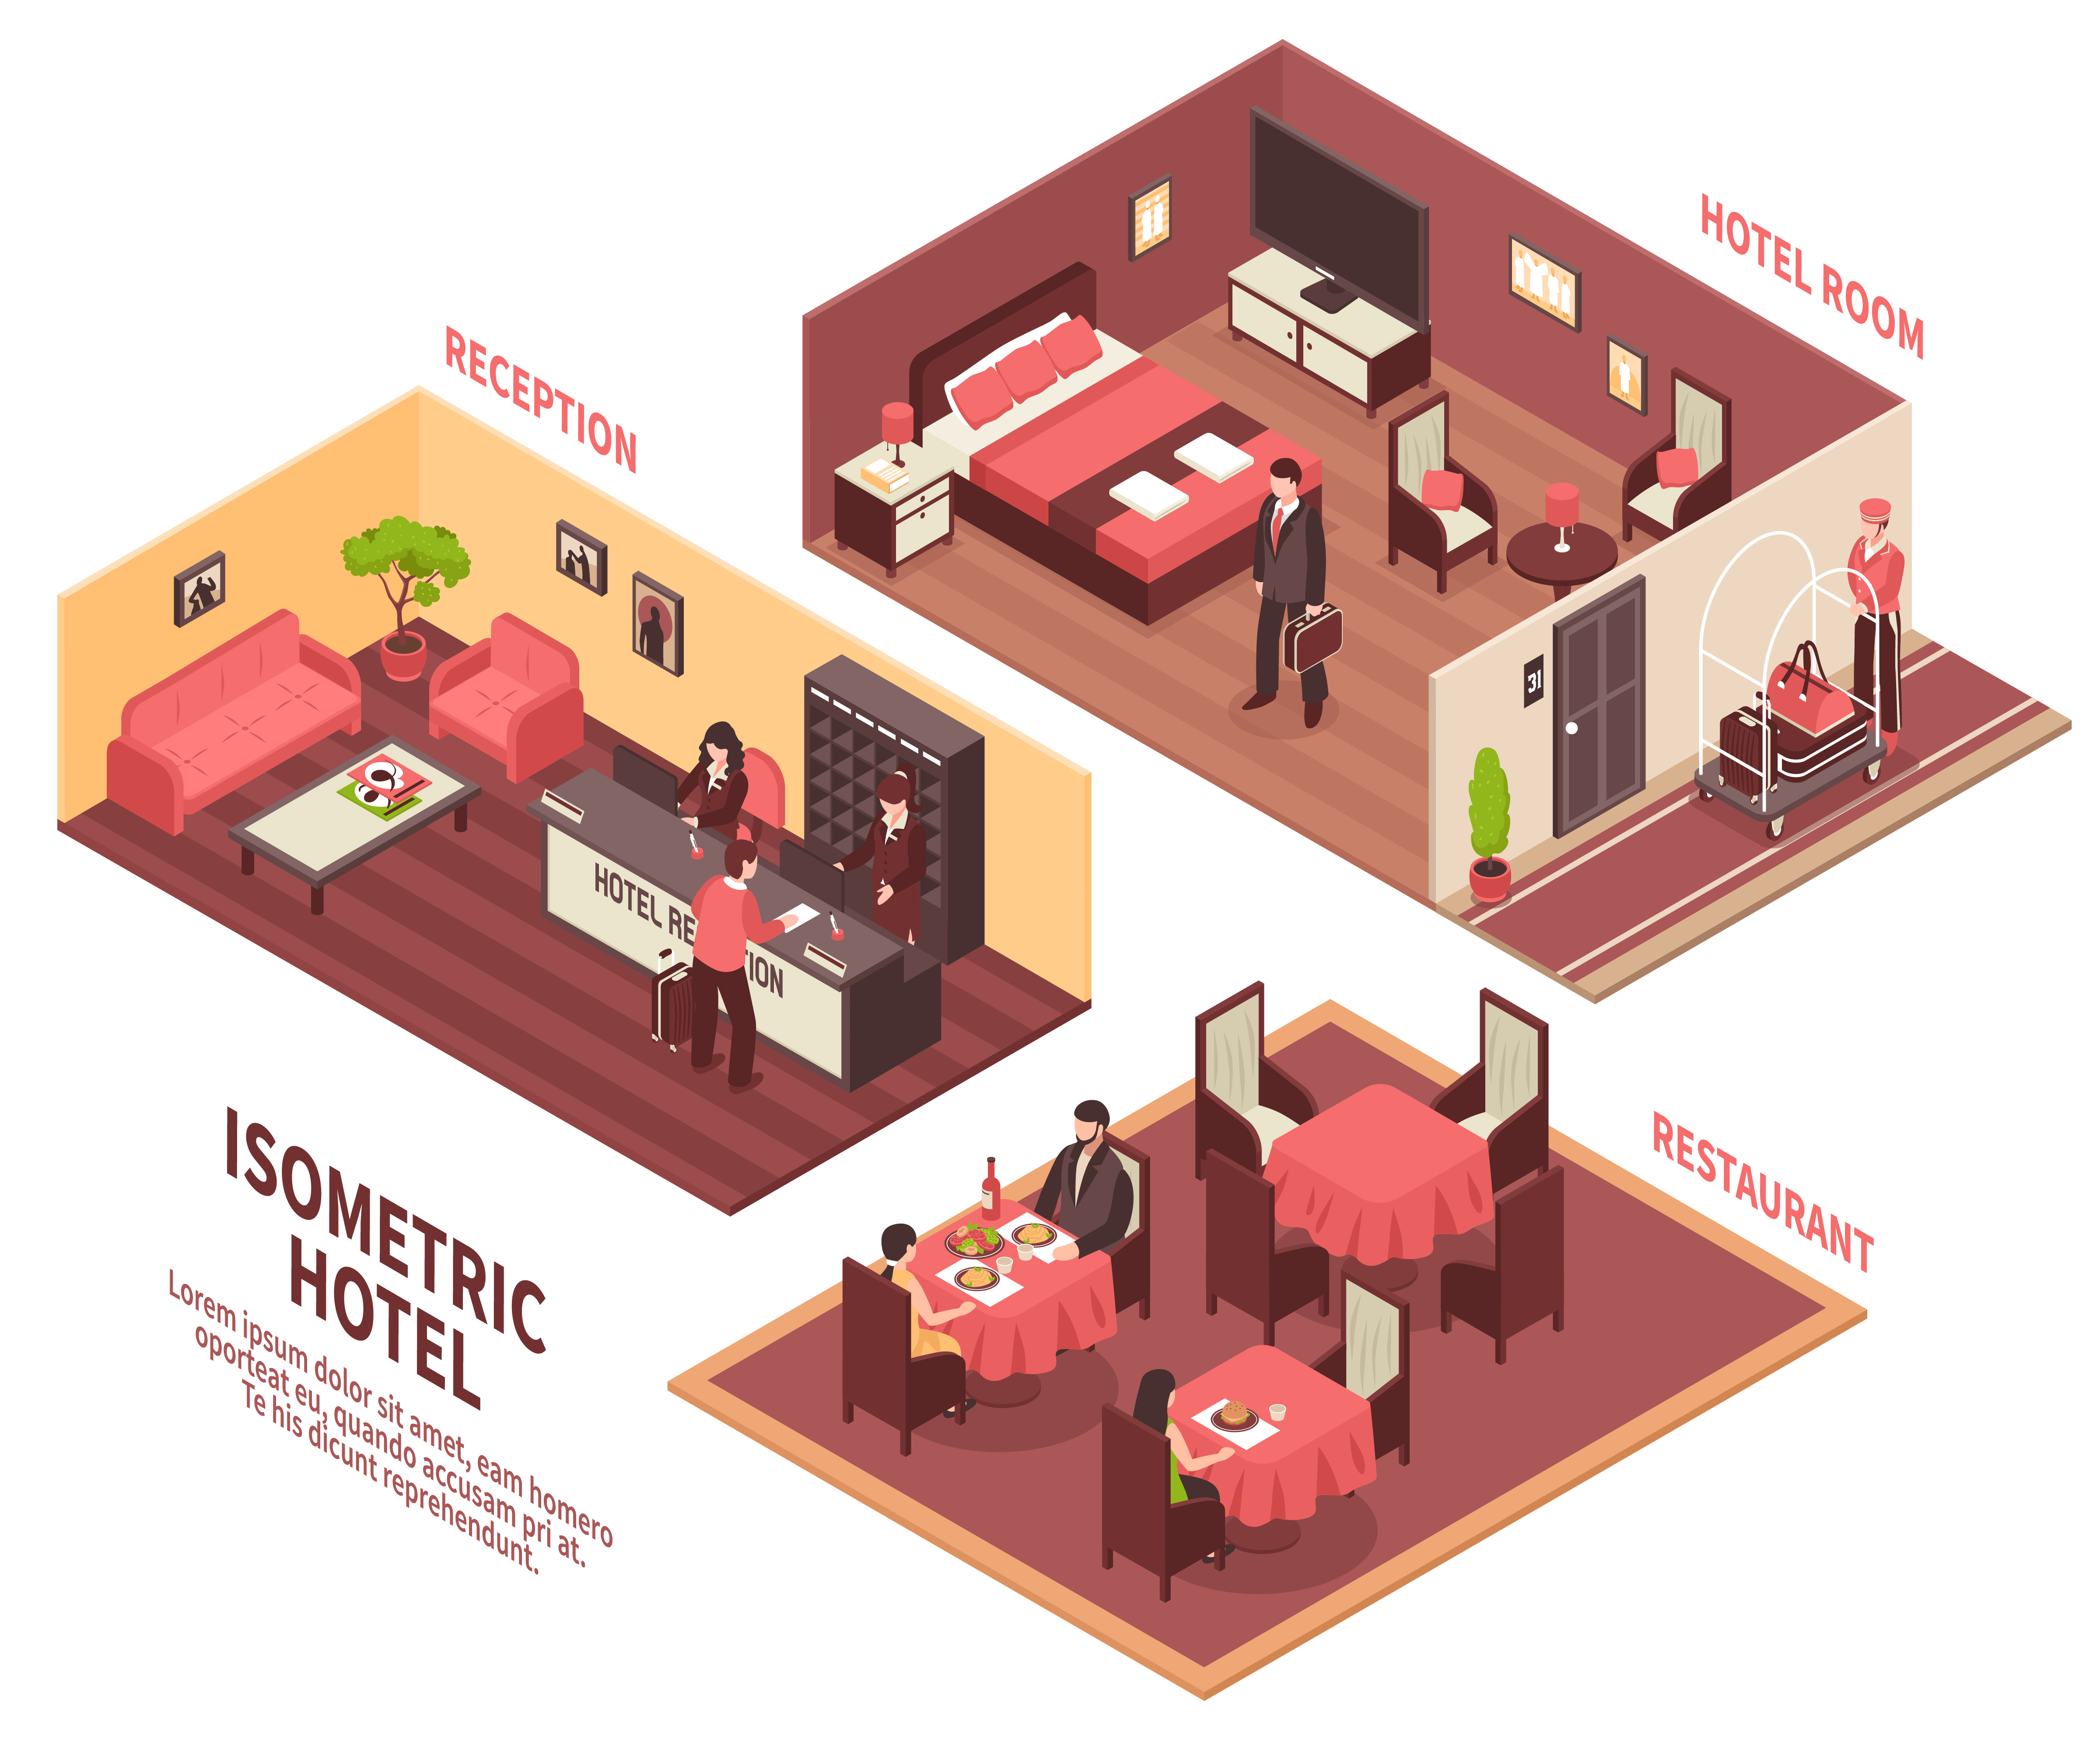 HOTEL ROOM
RECEPTION
31
HOTEL RE
ION
RESTAURANT
ISOMETRIC
HOTEL
Lorem ipsum dolor sit amet, eam homero
oporteat eu, quando accusam pri at.
Te his dicunt reprehendunt.